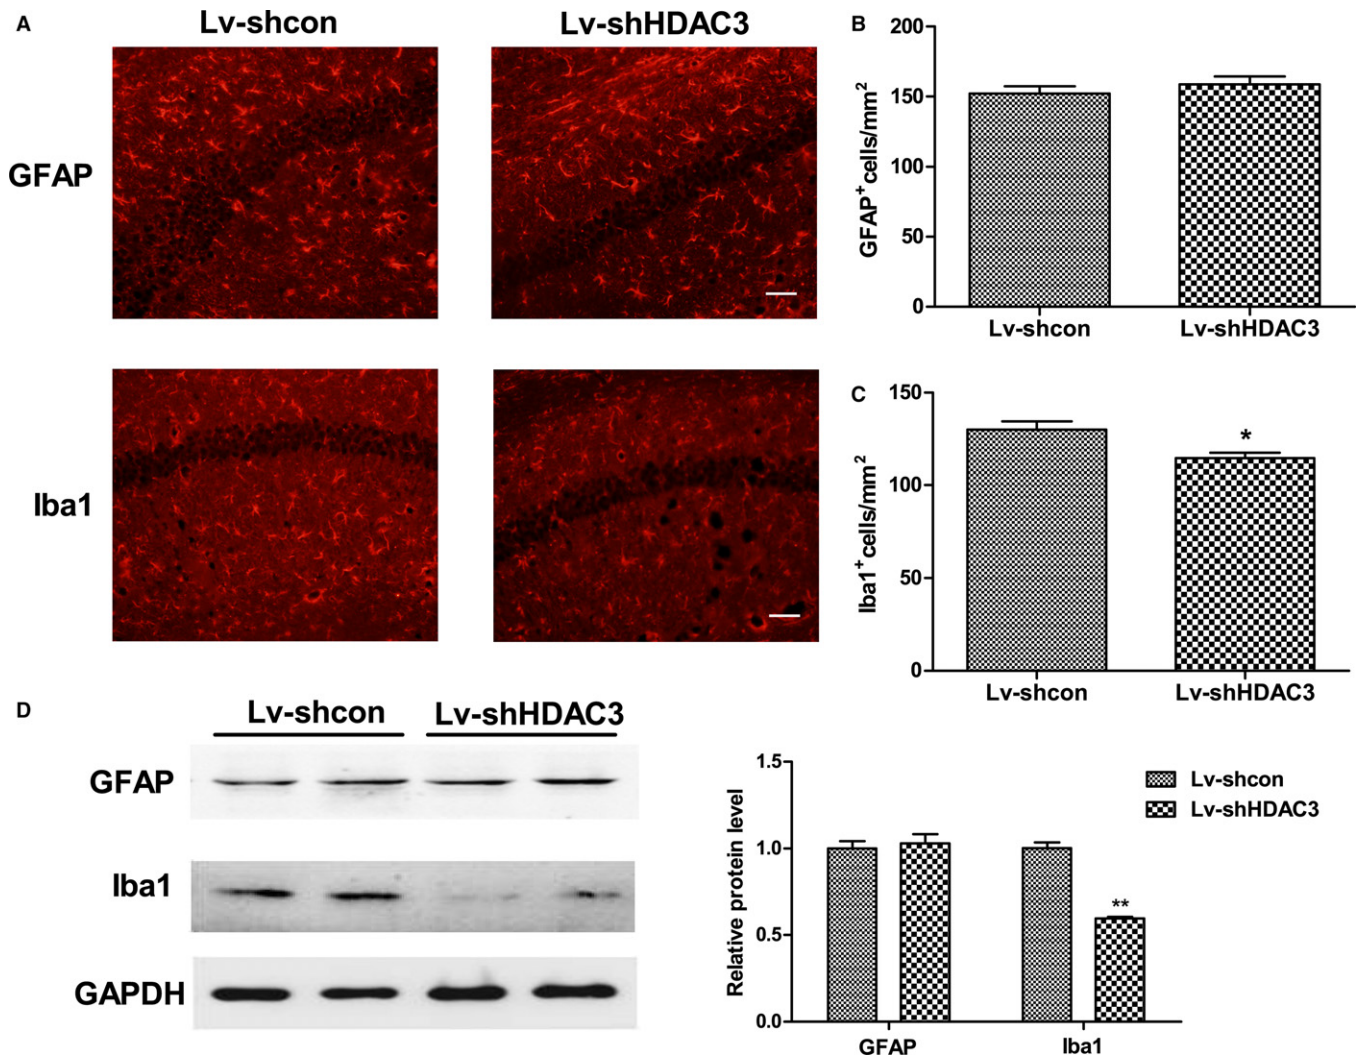 A
Lv-shcon
Lv-shHDAC3
GFAP
Iba1
B
GFAP⁺cells/mm²
200
150
100
50
0
Lv-shcon
Lv-shHDAC3
C
Iba1⁺cells/mm²
150
100
50
0
Lv-shcon
Lv-shHDAC3
*
D
Lv-shcon
Lv-shHDAC3
GFAP
Iba1
GAPDH
Relative protein level
1.5
1.0
0.5
0.0
Lv-shcon
Lv-shHDAC3
**
GFAP
Iba1